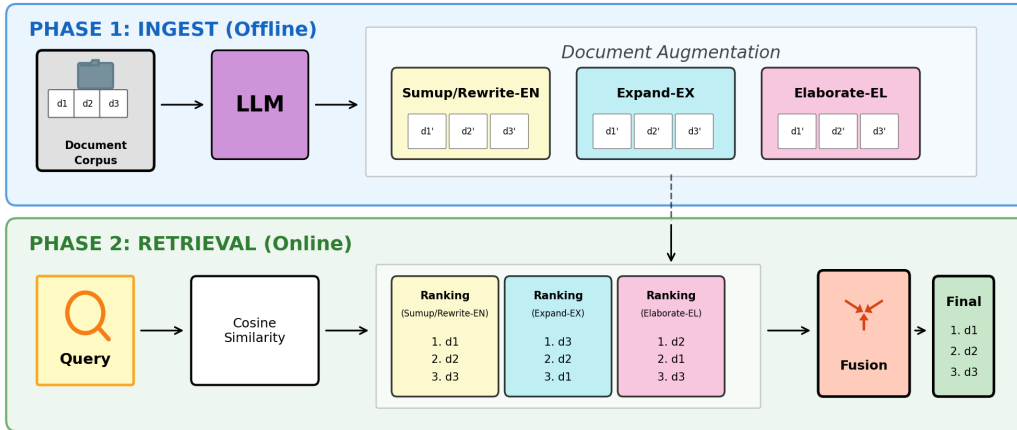 PHASE 1: INGEST (Offline)
d1 d2 d3
Document
Corpus
LLM
Document Augmentation
Sumup/Rewrite-EN
d1' d2' d3'
Expand-EX
d1' d2' d3'
Elaborate-EL
d1' d2' d3'
PHASE 2: RETRIEVAL (Online)
Query
Cosine
Similarity
Ranking
(Sumup/Rewrite-EN)
1. d1
2. d2
3. d3
Ranking
(Expand-EX)
1. d3
2. d2
3. d1
Ranking
(Elaborate-EL)
1. d2
2. d1
3. d3
Fusion
Final
1. d1
2. d2
3. d3